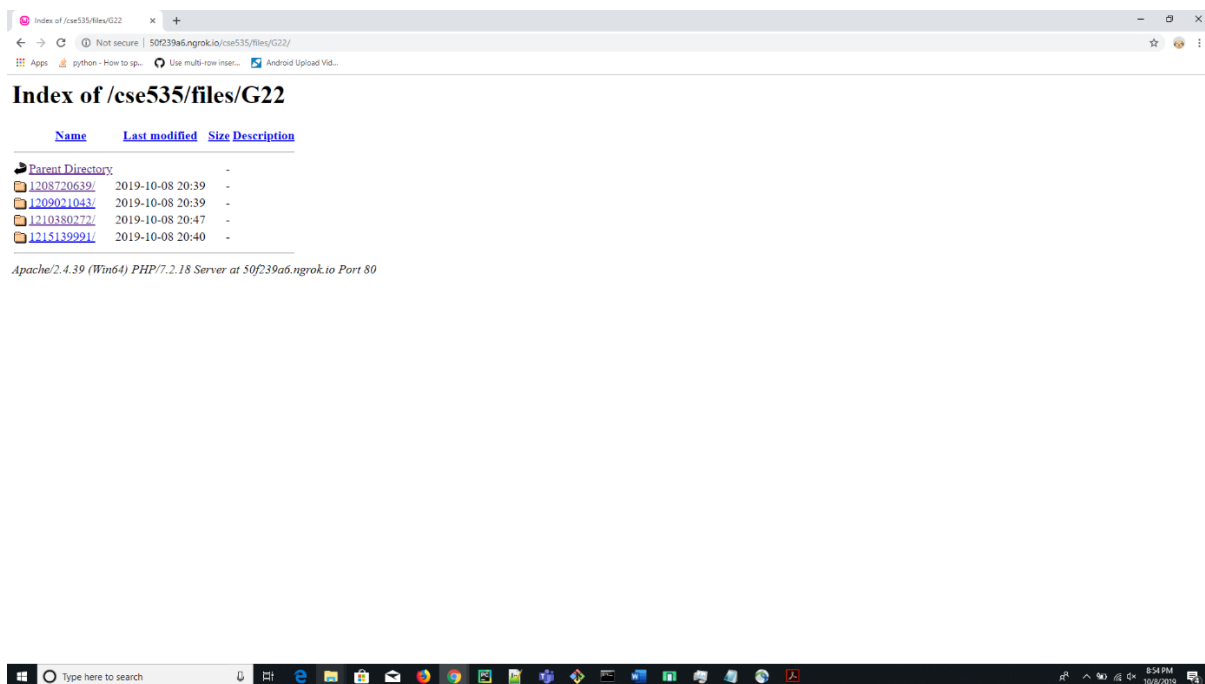 Index of /cse535/files/G22
Not secure | 50f239a6.ngrok.io/cse535/files/G22/
Apps python - How to sp... Use multi-row inser... Android Upload Vid...
Index of /cse535/files/G22
Name Last modified Size Description
Parent Directory -
1208720639/ 2019-10-08 20:39 -
1209021043/ 2019-10-08 20:39 -
1210380272/ 2019-10-08 20:47 -
1215139991/ 2019-10-08 20:40 -
Apache/2.4.39 (Win64) PHP/7.2.18 Server at 50f239a6.ngrok.io Port 80
Type here to search
8:54 PM
10/8/2019